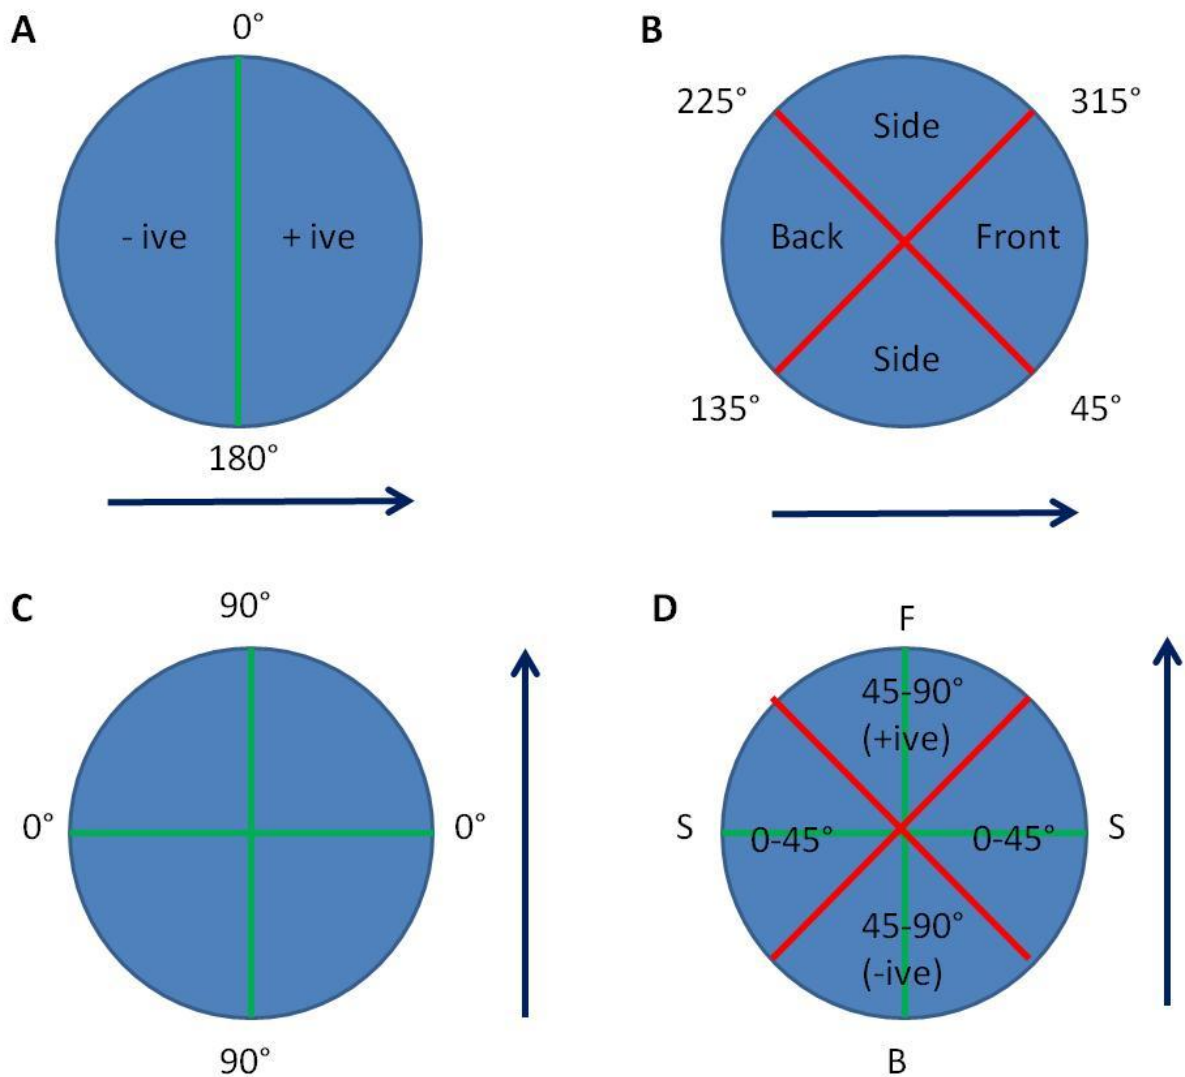 A
0°
- ive
+ ive
180°
B
225°
315°
Side
Back
Front
Side
135°
45°
C
90°
0°
0°
90°
D
F
45-90°
(+ive)
S
0-45°
0-45°
S
45-90°
(-ive)
B